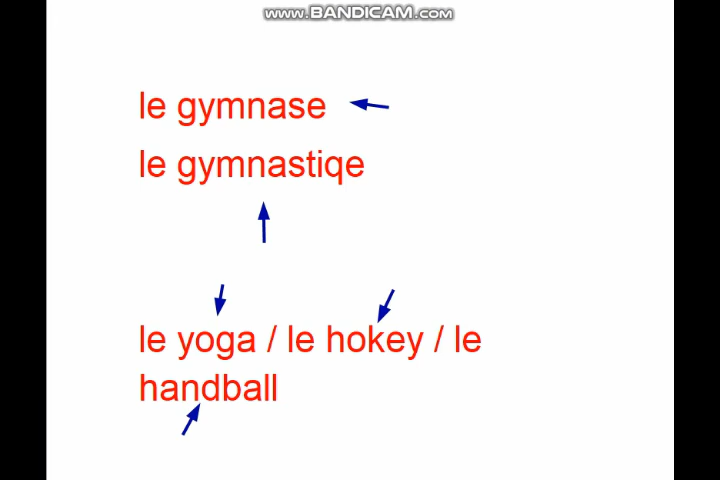 www.BANDICAM.com
le gymnase
le gymnastiqe
le yoga / le hokey / le
handball